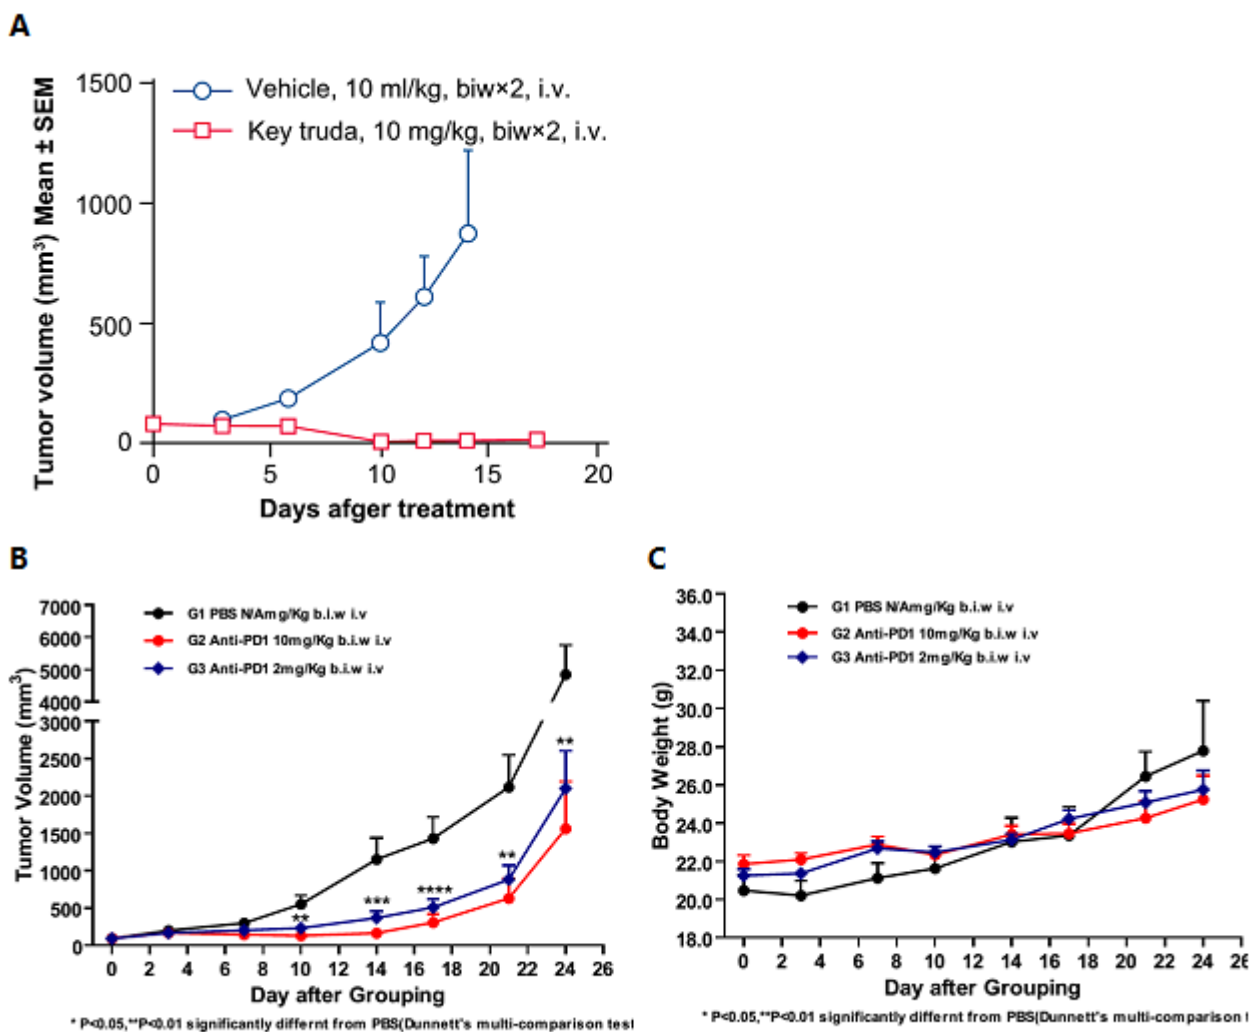 A
Tumor volume (mm³) Mean ± SEM
1500
1000
500
0
Vehicle, 10 ml/kg, biw×2, i.v.
Key truda, 10 mg/kg, biw×2, i.v.
0 5 10 15 20
Days afger treatment
B
Tumor Volume (mm³)
7000
6000
5000
4000
3000
2500
2000
1500
1000
500
0
G1 PBS N/Amg/Kg b.i.w i.v
G2 Anti-PD1 10mg/Kg b.i.w i.v
G3 Anti-PD1 2mg/Kg b.i.w i.v
** *** **** ** **
0 2 4 6 8 10 12 14 16 18 20 22 24 26
Day after Grouping
* P<0.05,**P<0.01 significantly differnt from PBS(Dunnett's multi-comparison test
C
Body Weight (g)
36.0
34.0
32.0
30.0
28.0
26.0
24.0
22.0
20.0
18.0
G1 PBS N/Amg/Kg b.i.w i.v
G2 Anti-PD1 10mg/Kg b.i.w i.v
G3 Anti-PD1 2mg/Kg b.i.w i.v
0 2 4 6 8 10 12 14 16 18 20 22 24 26
Day after Grouping
* P<0.05,**P<0.01 significantly differnt from PBS(Dunnett's multi-comparison